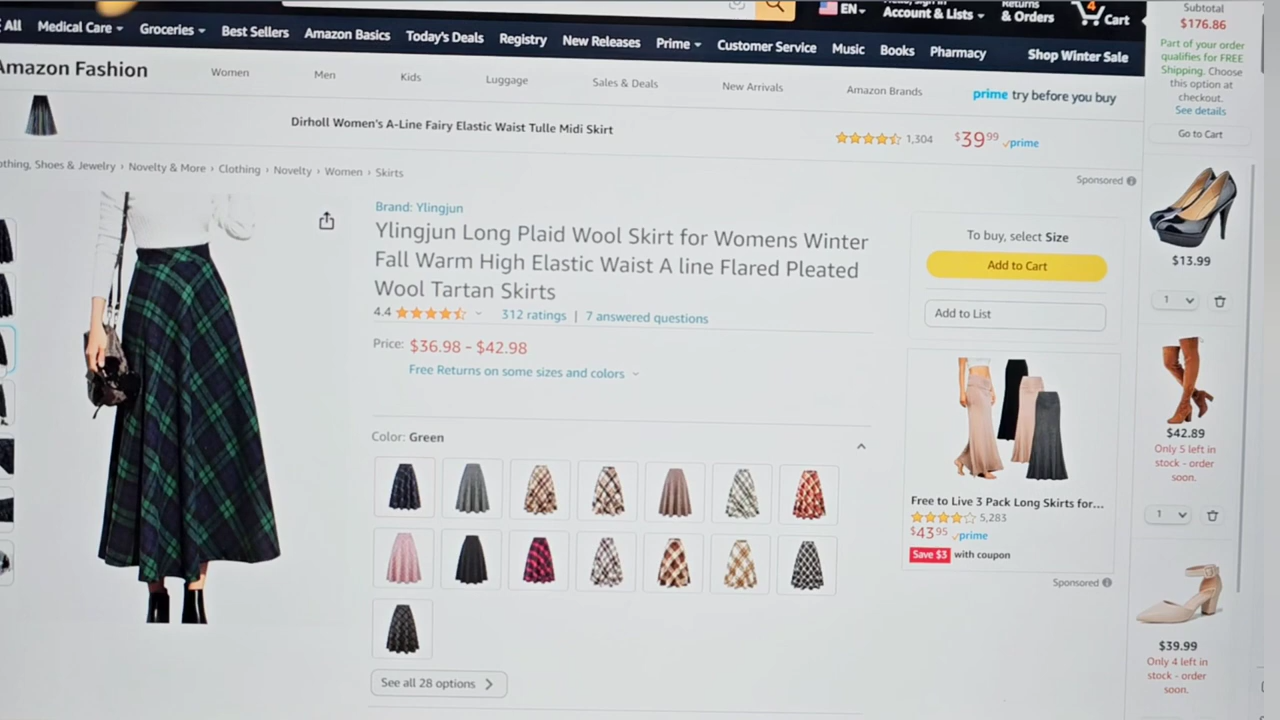 All Medical Care Groceries Best Sellers Amazon Basics Today's Deals Registry New Releases Prime Customer Service Music Books Pharmacy Shop Winter Sale
EN
Account & Lists
Returns
& Orders
4
Cart
Amazon Fashion Women Men Kids Luggage Sales & Deals New Arrivals Amazon Brands prime try before you buy
Dirholl Women's A-Line Fairy Elastic Waist Tulle Midi Skirt 1,304 $39.99 prime
Sponsored
Clothing, Shoes & Jewelry › Novelty & More › Clothing › Novelty › Women › Skirts
Brand: Ylingjun
Ylingjun Long Plaid Wool Skirt for Womens Winter
Fall Warm High Elastic Waist A line Flared Pleated
Wool Tartan Skirts
4.4 312 ratings | 7 answered questions
Price: $36.98 - $42.98
Free Returns on some sizes and colors
Color: Green
See all 28 options
To buy, select Size
Add to Cart
Add to List
Free to Live 3 Pack Long Skirts for...
5,283
$43.95 prime
Save $3 with coupon
Sponsored
Subtotal
$176.86
Part of your order
qualifies for FREE
Shipping. Choose
this option at
checkout.
See details
Go to Cart
$13.99
1
$42.89
Only 5 left in
stock - order
soon.
1
$39.99
Only 4 left in
stock - order
soon.